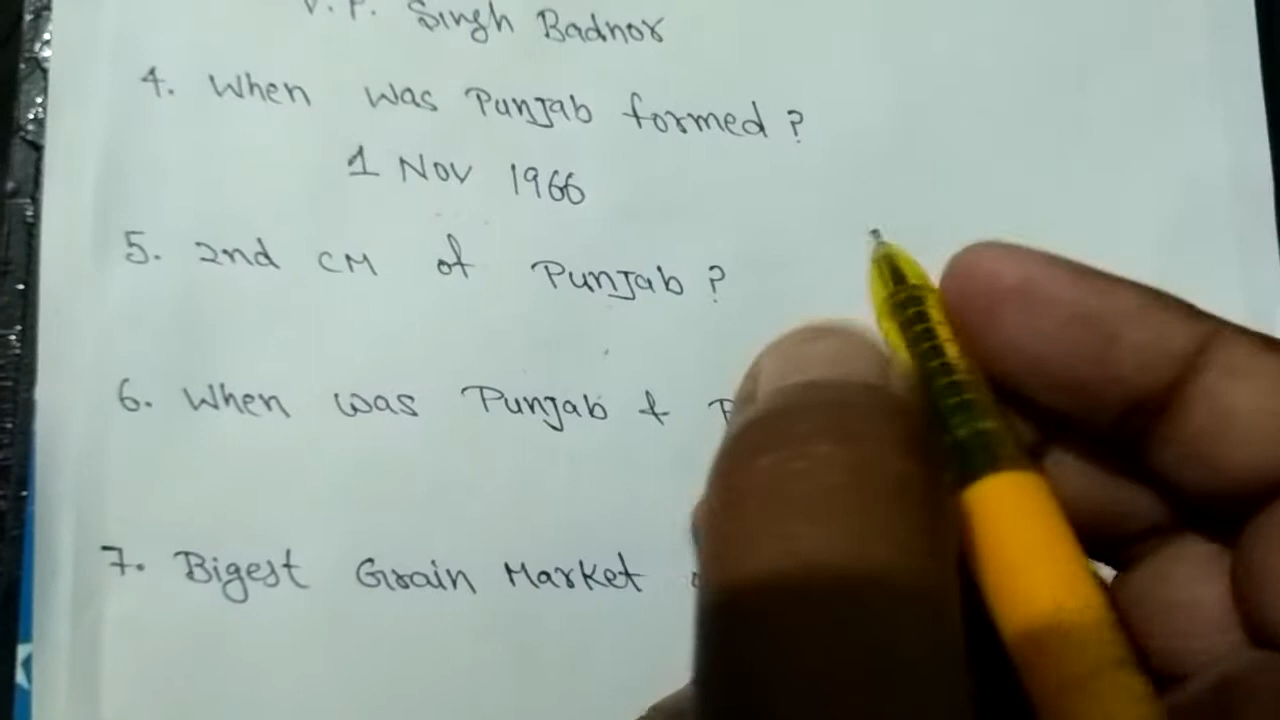 V. P. Singh Badnor
4. When was Punjab formed ?
1 Nov 1966
5. 2nd CM of Punjab ?
6. When was Punjab &
7. Bigest Grain Market